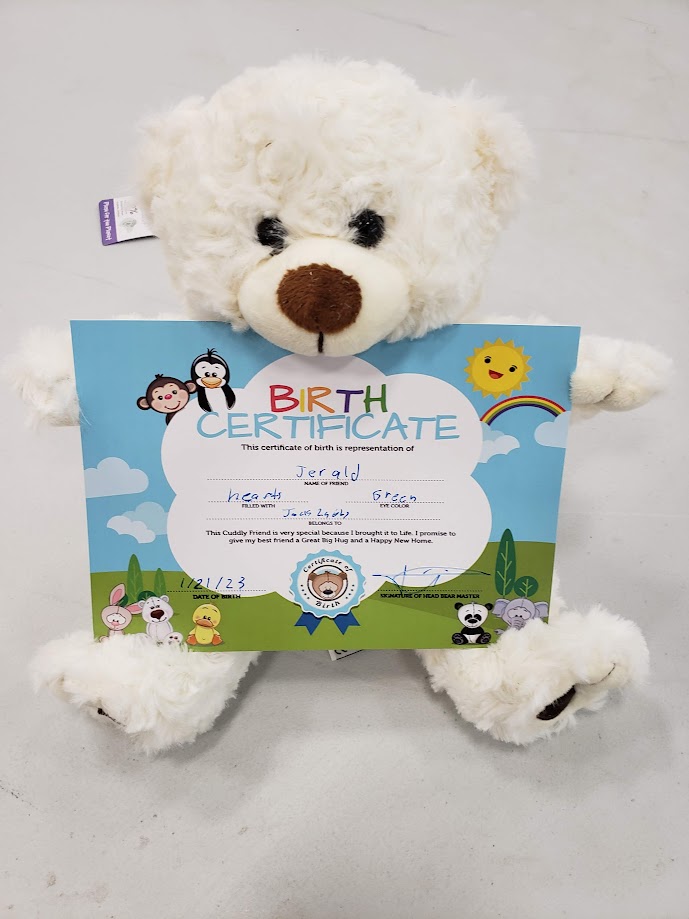 BIRTH
CERTIFICATE
This certificate of birth is representation of
Jerald
NAME OF FRIEND
hearts Green
FILLED WITH EYE COLOR
BELONGS TO
This Cuddly Friend is very special because I brought it to Life. I promise to
give my best friend a Great Big Hug and a Happy New Home.
1/21/23
DATE OF BIRTH
Certificate of
Birth
SIGNATURE OF HEAD BEAR MASTER